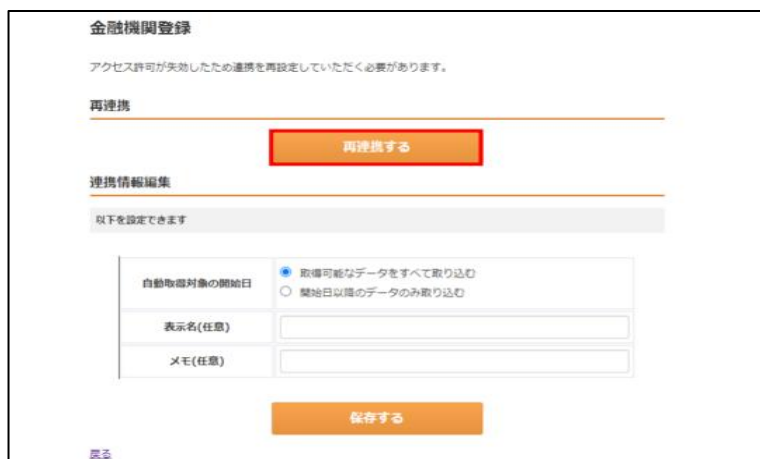 金融機関登録
アクセス許可が失効したため連携を再設定していただく必要があります。
再連携
再連携する
連携情報編集
以下を設定できます
自動取得対象の開始日
取得可能なデータをすべて取り込む
開始日以降のデータのみ取り込む
表示名(任意)
メモ(任意)
保存する
戻る